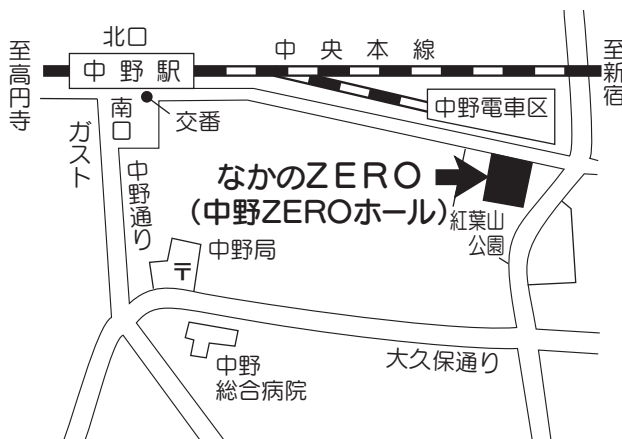 北口
中央本線
至高円寺
中野駅
至新宿
中野電車区
南口
交番
ガスト
中野通り
なかのZERO
(中野ZEROホール)
紅葉山
公園
中野局
〒
大久保通り
中野
総合病院